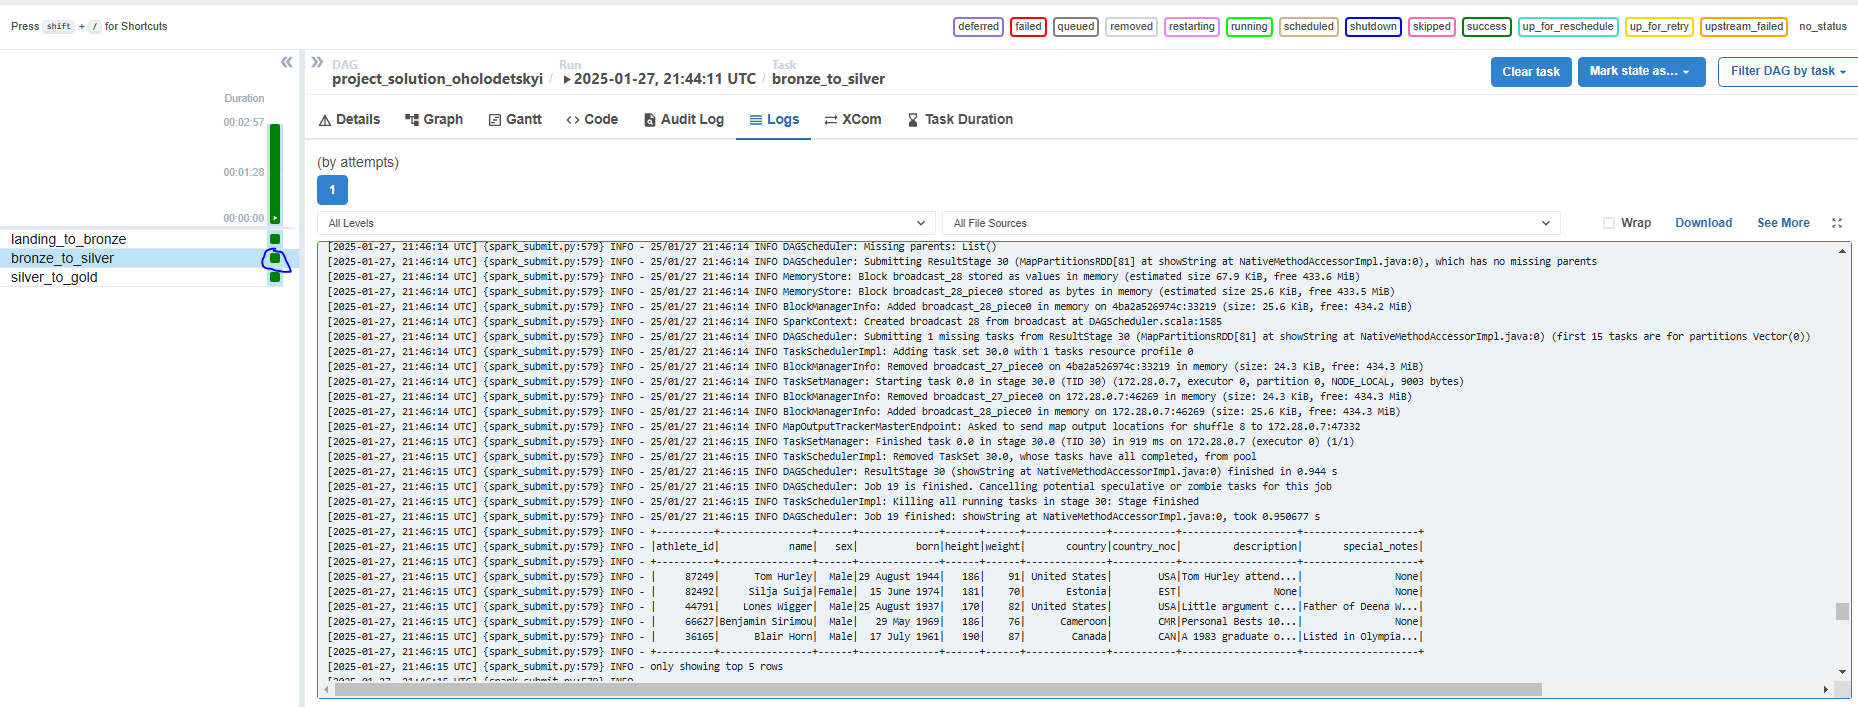 Press shift + / for Shortcuts
deferred failed queued removed restarting running scheduled shutdown skipped success up_for_reschedule up_for_retry upstream_failed no_status
«
Duration
00:02:57
00:01:28
00:00:00
landing_to_bronze
bronze_to_silver
silver_to_gold
» DAG Run Task
project_solution_oholodetskyi / 2025-01-27, 21:44:11 UTC / bronze_to_silver
Clear task Mark state as... Filter DAG by task
Details Graph Gantt Code Audit Log Logs XCom Task Duration
(by attempts)
1
All Levels All File Sources Wrap Download See More
[2025-01-27, 21:46:14 UTC] {spark_submit.py:579} INFO - 25/01/27 21:46:14 INFO DAGScheduler: Missing parents: List()
[2025-01-27, 21:46:14 UTC] {spark_submit.py:579} INFO - 25/01/27 21:46:14 INFO DAGScheduler: Submitting ResultStage 30 (MapPartitionsRDD[81] at showString at NativeMethodAccessorImpl.java:0), which has no missing parents
[2025-01-27, 21:46:14 UTC] {spark_submit.py:579} INFO - 25/01/27 21:46:14 INFO MemoryStore: Block broadcast_28 stored as values in memory (estimated size 67.9 KiB, free 433.6 MiB)
[2025-01-27, 21:46:14 UTC] {spark_submit.py:579} INFO - 25/01/27 21:46:14 INFO MemoryStore: Block broadcast_28_piece0 stored as bytes in memory (estimated size 25.6 KiB, free 433.5 MiB)
[2025-01-27, 21:46:14 UTC] {spark_submit.py:579} INFO - 25/01/27 21:46:14 INFO BlockManagerInfo: Added broadcast_28_piece0 in memory on 4ba2a526974c:33219 (size: 25.6 KiB, free: 434.2 MiB)
[2025-01-27, 21:46:14 UTC] {spark_submit.py:579} INFO - 25/01/27 21:46:14 INFO SparkContext: Created broadcast 28 from broadcast at DAGScheduler.scala:1585
[2025-01-27, 21:46:14 UTC] {spark_submit.py:579} INFO - 25/01/27 21:46:14 INFO DAGScheduler: Submitting 1 missing tasks from ResultStage 30 (MapPartitionsRDD[81] at showString at NativeMethodAccessorImpl.java:0) (first 15 tasks are for partitions Vector(0))
[2025-01-27, 21:46:14 UTC] {spark_submit.py:579} INFO - 25/01/27 21:46:14 INFO TaskSchedulerImpl: Adding task set 30.0 with 1 tasks resource profile 0
[2025-01-27, 21:46:14 UTC] {spark_submit.py:579} INFO - 25/01/27 21:46:14 INFO BlockManagerInfo: Removed broadcast_27_piece0 on 4ba2a526974c:33219 in memory (size: 24.3 KiB, free: 434.3 MiB)
[2025-01-27, 21:46:14 UTC] {spark_submit.py:579} INFO - 25/01/27 21:46:14 INFO TaskSetManager: Starting task 0.0 in stage 30.0 (TID 30) (172.28.0.7, executor 0, partition 0, NODE_LOCAL, 9003 bytes)
[2025-01-27, 21:46:14 UTC] {spark_submit.py:579} INFO - 25/01/27 21:46:14 INFO BlockManagerInfo: Removed broadcast_27_piece0 on 172.28.0.7:46269 in memory (size: 24.3 KiB, free: 434.3 MiB)
[2025-01-27, 21:46:14 UTC] {spark_submit.py:579} INFO - 25/01/27 21:46:14 INFO BlockManagerInfo: Added broadcast_28_piece0 in memory on 172.28.0.7:46269 (size: 25.6 KiB, free: 434.3 MiB)
[2025-01-27, 21:46:14 UTC] {spark_submit.py:579} INFO - 25/01/27 21:46:14 INFO MapOutputTrackerMasterEndpoint: Asked to send map output locations for shuffle 8 to 172.28.0.7:47332
[2025-01-27, 21:46:15 UTC] {spark_submit.py:579} INFO - 25/01/27 21:46:15 INFO TaskSetManager: Finished task 0.0 in stage 30.0 (TID 30) in 919 ms on 172.28.0.7 (executor 0) (1/1)
[2025-01-27, 21:46:15 UTC] {spark_submit.py:579} INFO - 25/01/27 21:46:15 INFO TaskSchedulerImpl: Removed TaskSet 30.0, whose tasks have all completed, from pool
[2025-01-27, 21:46:15 UTC] {spark_submit.py:579} INFO - 25/01/27 21:46:15 INFO DAGScheduler: ResultStage 30 (showString at NativeMethodAccessorImpl.java:0) finished in 0.944 s
[2025-01-27, 21:46:15 UTC] {spark_submit.py:579} INFO - 25/01/27 21:46:15 INFO DAGScheduler: Job 19 is finished. Cancelling potential speculative or zombie tasks for this job
[2025-01-27, 21:46:15 UTC] {spark_submit.py:579} INFO - 25/01/27 21:46:15 INFO TaskSchedulerImpl: Killing all running tasks in stage 30: Stage finished
[2025-01-27, 21:46:15 UTC] {spark_submit.py:579} INFO - 25/01/27 21:46:15 INFO DAGScheduler: Job 19 finished: showString at NativeMethodAccessorImpl.java:0, took 0.950677 s
[2025-01-27, 21:46:15 UTC] {spark_submit.py:579} INFO - +----------+----------------+------+--------------+------+------+-------------+-----------+------------------+------------------+
[2025-01-27, 21:46:15 UTC] {spark_submit.py:579} INFO - |athlete_id| name| sex| born|height|weight| country|country_noc| description| special_notes|
[2025-01-27, 21:46:15 UTC] {spark_submit.py:579} INFO - +----------+----------------+------+--------------+------+------+-------------+-----------+------------------+------------------+
[2025-01-27, 21:46:15 UTC] {spark_submit.py:579} INFO - | 87249| Tom Hurley| Male|29 August 1944| 186| 91| United States| USA|Tom Hurley attend...| None|
[2025-01-27, 21:46:15 UTC] {spark_submit.py:579} INFO - | 82492| Silja Suija|Female| 15 June 1974| 181| 70| Estonia| EST| None| None|
[2025-01-27, 21:46:15 UTC] {spark_submit.py:579} INFO - | 44791| Lones Wigger| Male|25 August 1937| 170| 82| United States| USA|Little argument c...|Father of Deena W...|
[2025-01-27, 21:46:15 UTC] {spark_submit.py:579} INFO - | 66627|Benjamin Sirimou| Male| 29 May 1969| 186| 76| Cameroon| CMR|Personal Bests 10...| None|
[2025-01-27, 21:46:15 UTC] {spark_submit.py:579} INFO - | 36165| Blair Horn| Male| 17 July 1961| 190| 87| Canada| CAN|A 1983 graduate o...|Listed in Olympia...|
[2025-01-27, 21:46:15 UTC] {spark_submit.py:579} INFO - +----------+----------------+------+--------------+------+------+-------------+-----------+------------------+------------------+
[2025-01-27, 21:46:15 UTC] {spark_submit.py:579} INFO - only showing top 5 rows
[2025-01-27, 21:46:15 UTC] {spark_submit.py:579} INFO -